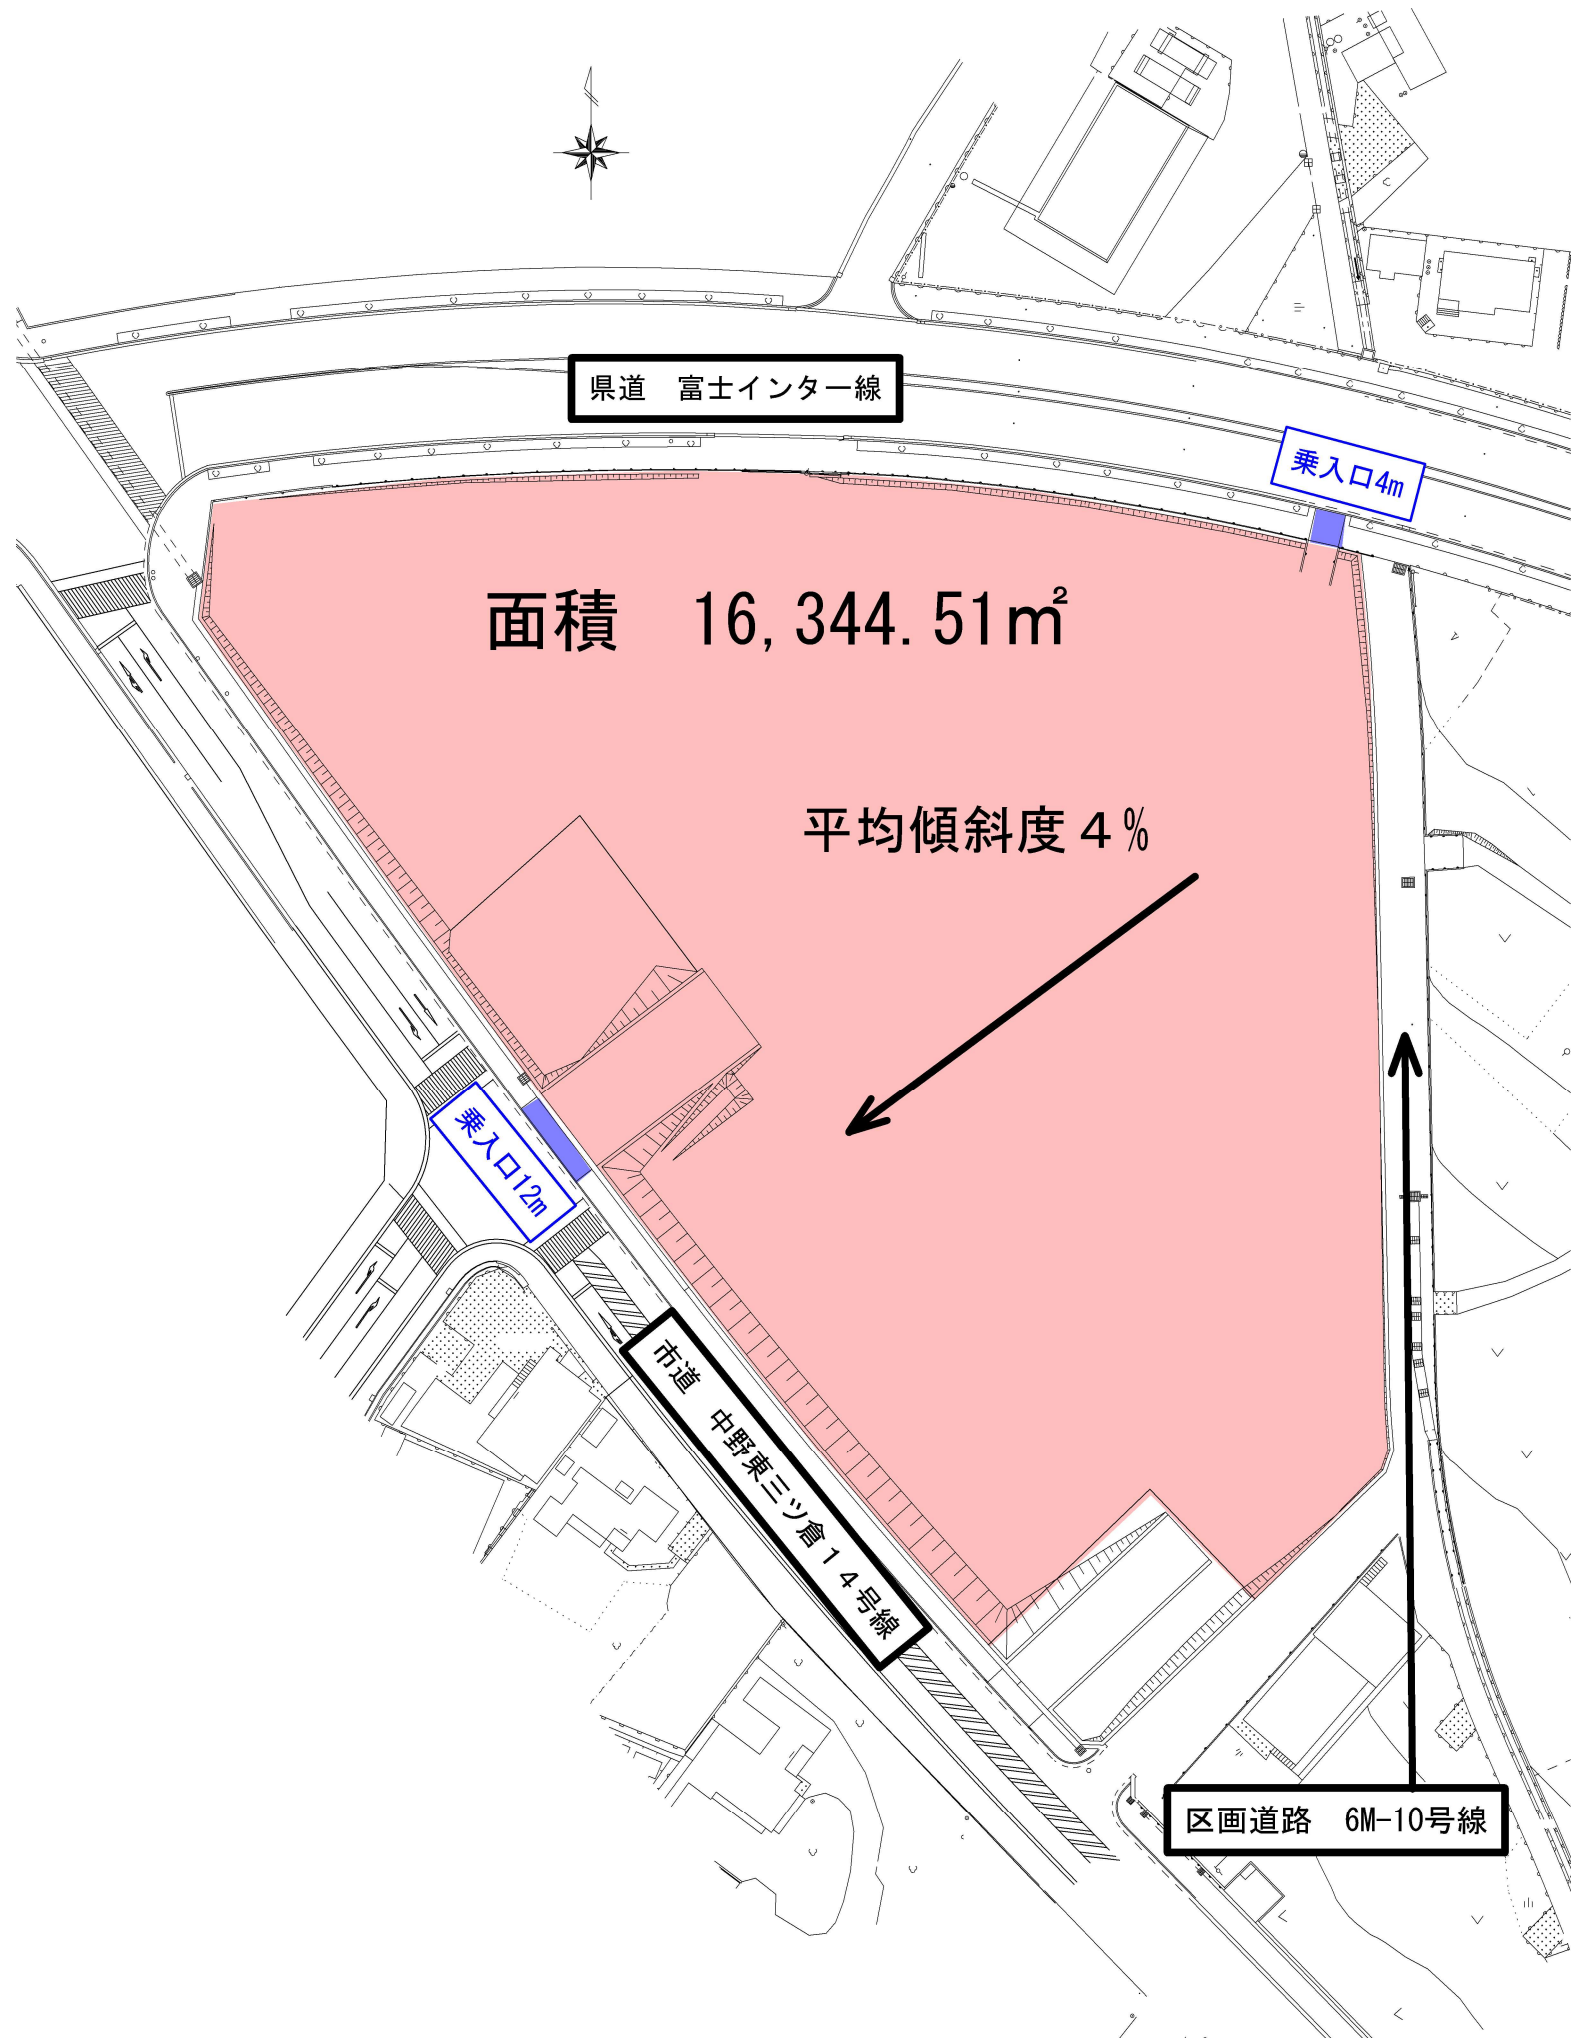 県道　富士インター線
乗入口4m
面積　16,344.51㎡
平均傾斜度４％
乗入口12m
市道　中野東三ツ倉１４号線
区画道路　6M-10号線